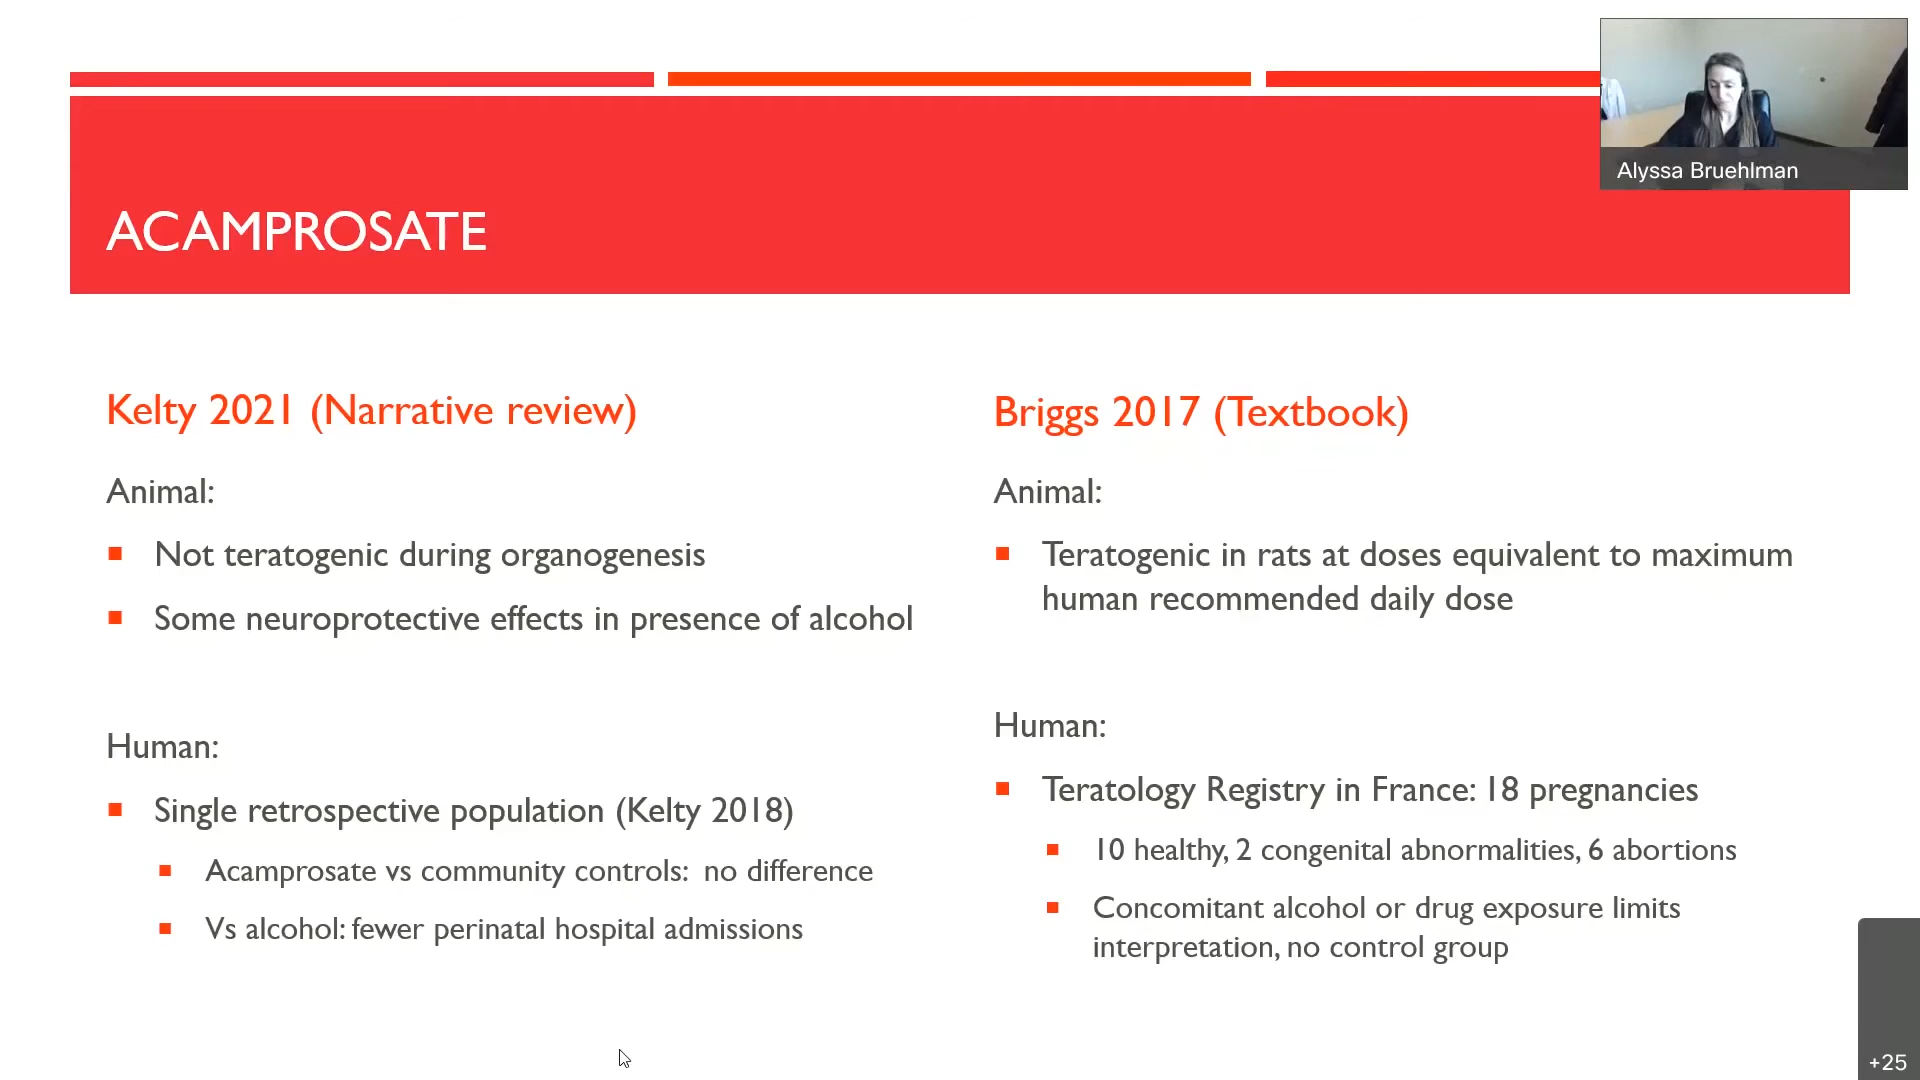 Alyssa Bruehlman
ACAMPROSATE
Kelty 2021 (Narrative review)
Animal:
Not teratogenic during organogenesis
Some neuroprotective effects in presence of alcohol
Human:
Single retrospective population (Kelty 2018)
Acamprosate vs community controls: no difference
Vs alcohol: fewer perinatal hospital admissions
Briggs 2017 (Textbook)
Animal:
Teratogenic in rats at doses equivalent to maximum
human recommended daily dose
Human:
Teratology Registry in France: 18 pregnancies
10 healthy, 2 congenital abnormalities, 6 abortions
Concomitant alcohol or drug exposure limits
interpretation, no control group
+25